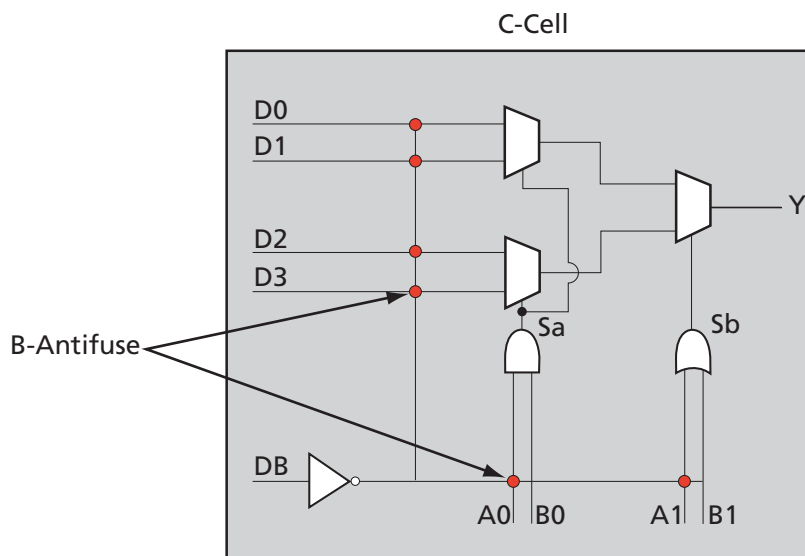 C-Cell
D0
D1
D2
D3
Y
Sa
Sb
B-Antifuse
DB
A0 B0
A1 B1